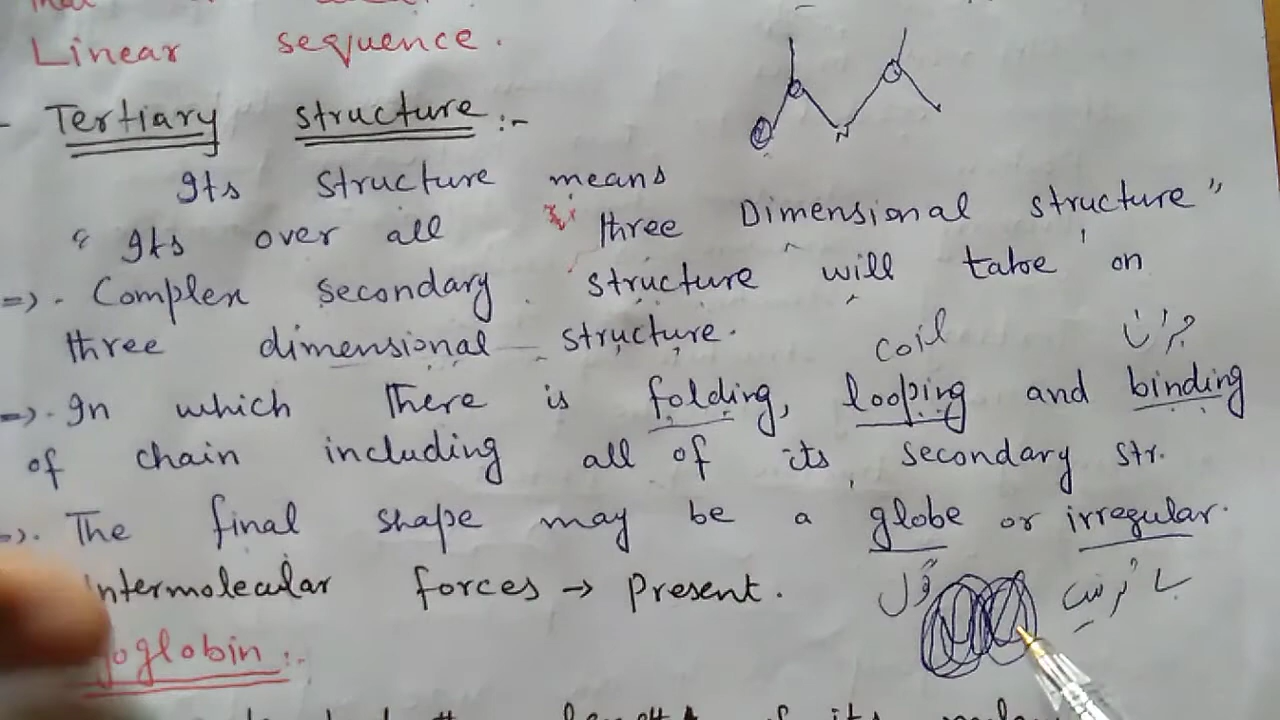 Linear sequence.
- Tertiary structure :-
Its structure means
" Its over all three Dimensional structure"
=>. Complex secondary structure will take on
three dimensional structure.
coil
=>. In which there is folding, looping and binding
of chain including all of its secondary str.
=>. The final shape may be a globe or irregular.
Intermolecular forces → Present.
گول
oglobin :-